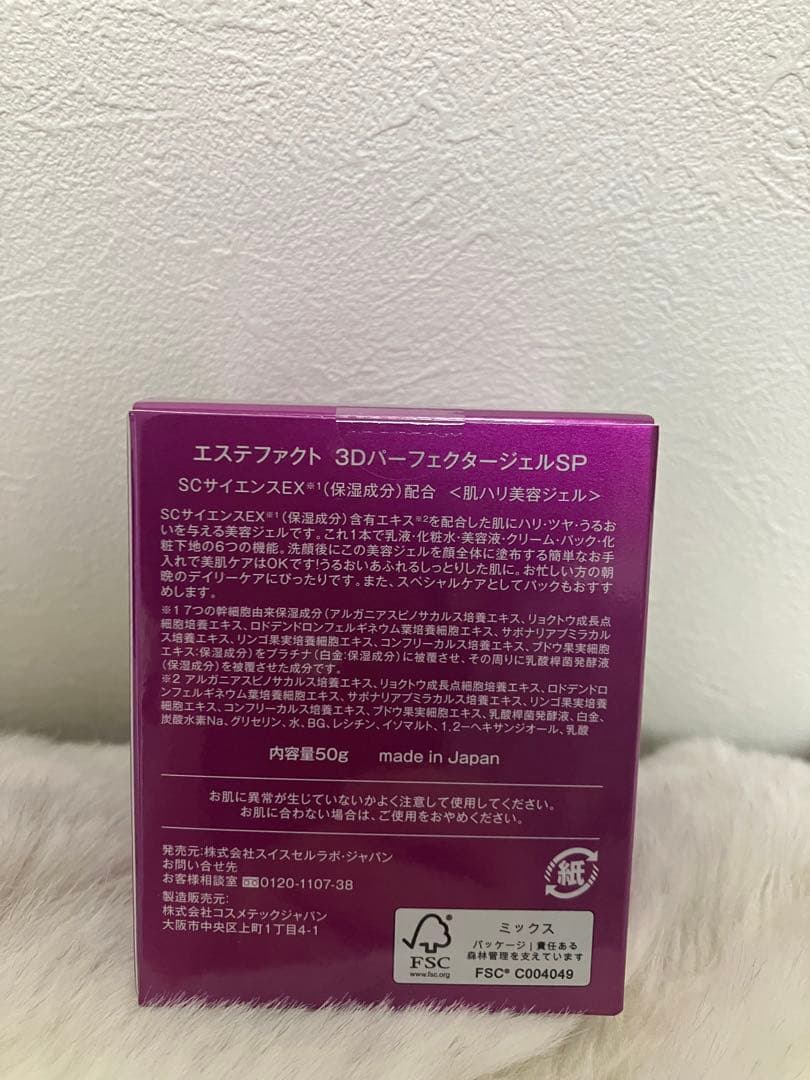 エステファクト 3DパーフェクタージェルSP
SCサイエンスEX※1(保湿成分)配合 <肌ハリ美容ジェル>
SCサイエンスEX※1(保湿成分)含有エキス※2を配合した肌にハリ・ツヤ・うるお
いを与える美容ジェルです。これ1本で乳液・化粧水・美容液・クリーム・パック・化
粧下地の6つの機能。洗顔後にこの美容ジェルを顔全体に塗布する簡単なお手
入れで美肌ケアはOKです!うるおいあふれるしっとりした肌に。お忙しい方の朝
晩のデイリーケアにぴったりです。また、スペシャルケアとしてパックもおすす
めします。
※1 7つの幹細胞由来保湿成分(アルガニアスピノサカルス培養エキス、リョクトウ成長点
細胞培養エキス、ロドデンドロンフェルギネウム葉培養細胞エキス、サポナリアプミラカル
ス培養エキス、リンゴ果実培養細胞エキス、コンフリーカルス培養エキス、ブドウ果実細胞
エキス:保湿成分)をプラチナ(白金:保湿成分)に被覆させ、その周りに乳酸桿菌発酵液
(保湿成分)を被覆させた成分です。
※2 アルガニアスピノサカルス培養エキス、リョクトウ成長点細胞培養エキス、ロドデンドロ
ンフェルギネウム葉培養細胞エキス、サポナリアプミラカルス培養エキス、リンゴ果実培養細胞
エキス、コンフリーカルス培養エキス、ブドウ果実細胞エキス、乳酸桿菌発酵液、白金、
炭酸水素Na、グリセリン、水、BG、レシチン、イソマルト、1,2-ヘキサンジオール、乳酸
内容量50g made in Japan
お肌に異常が生じていないかよく注意して使用してください。
お肌に合わない場合は、ご使用をおやめください。
発売元:株式会社スイスセルラボ・ジャパン
お問い合せ先
お客様相談室 0120-1107-38
製造販売元:
株式会社コスメテックジャパン
大阪市中央区上町1丁目4-1
紙
FSC
www.fsc.org
ミックス
パッケージ|責任ある
森林管理を支えています
FSC® C004049